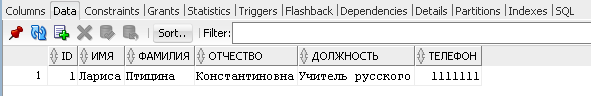 Columns Data Constraints Grants Statistics Triggers Flashback Dependencies Details Partitions Indexes SQL
Sort.. Filter:
ID ИМЯ ФАМИЛИЯ ОТЧЕСТВО ДОЛЖНОСТЬ ТЕЛЕФОН
1 1 Лариса Птицина Константиновна Учитель русского 1111111